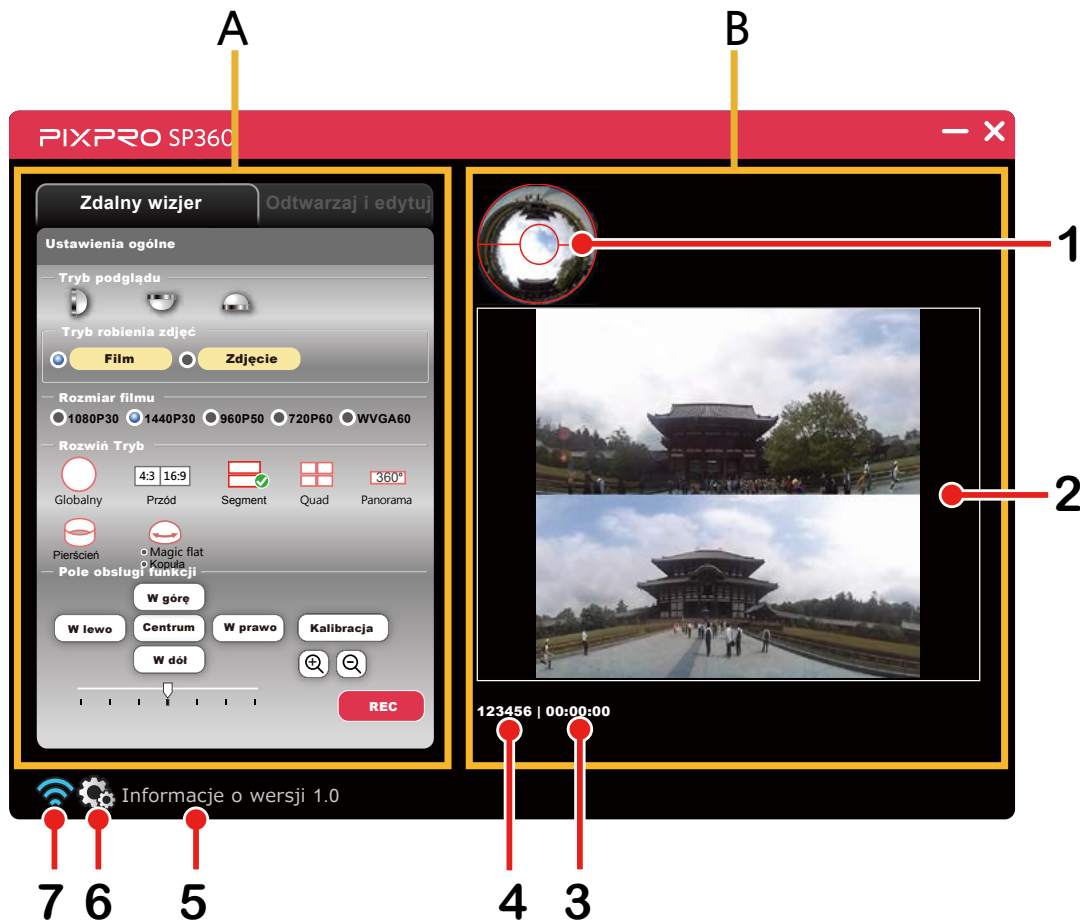 A
B
PIXPRO SP360
Zdalny wizjer
Odtwarzaj i edytuj
Ustawienia ogólne
Tryb podglądu
Tryb robienia zdjęć
Film
Zdjęcie
Rozmiar filmu
1080P30 1440P30 960P50 720P60 WVGA60
Rozwiń Tryb
4:3 16:9
360°
Globalny Przód Segment Quad Panorama
Pierścień
Magic flat
Kopuła
Pole obsługi funkcji
W górę
W lewo Centrum W prawo Kalibracja
W dół
REC
1
2
123456 | 00:00:00
Informacje o wersji 1.0
7 6 5 4 3